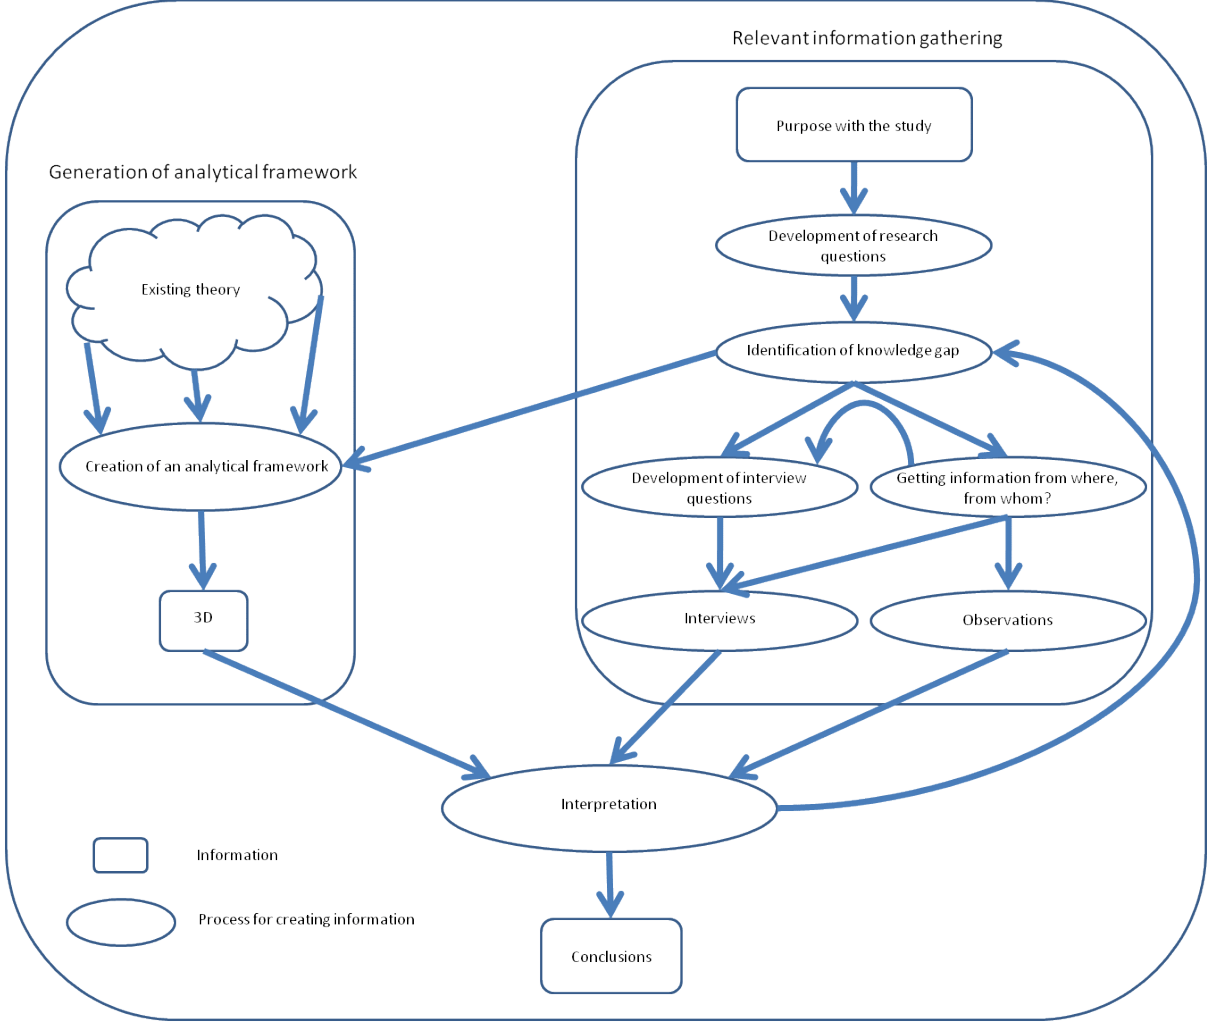 Relevant information gathering
Purpose with the study
Generation of analytical framework
Development of research
questions
Existing theory
Identification of knowledge gap
Creation of an analytical framework
Development of interview
questions
Getting information from where,
from whom?
3D
Interviews
Observations
Interpretation
Information
Process for creating information
Conclusions